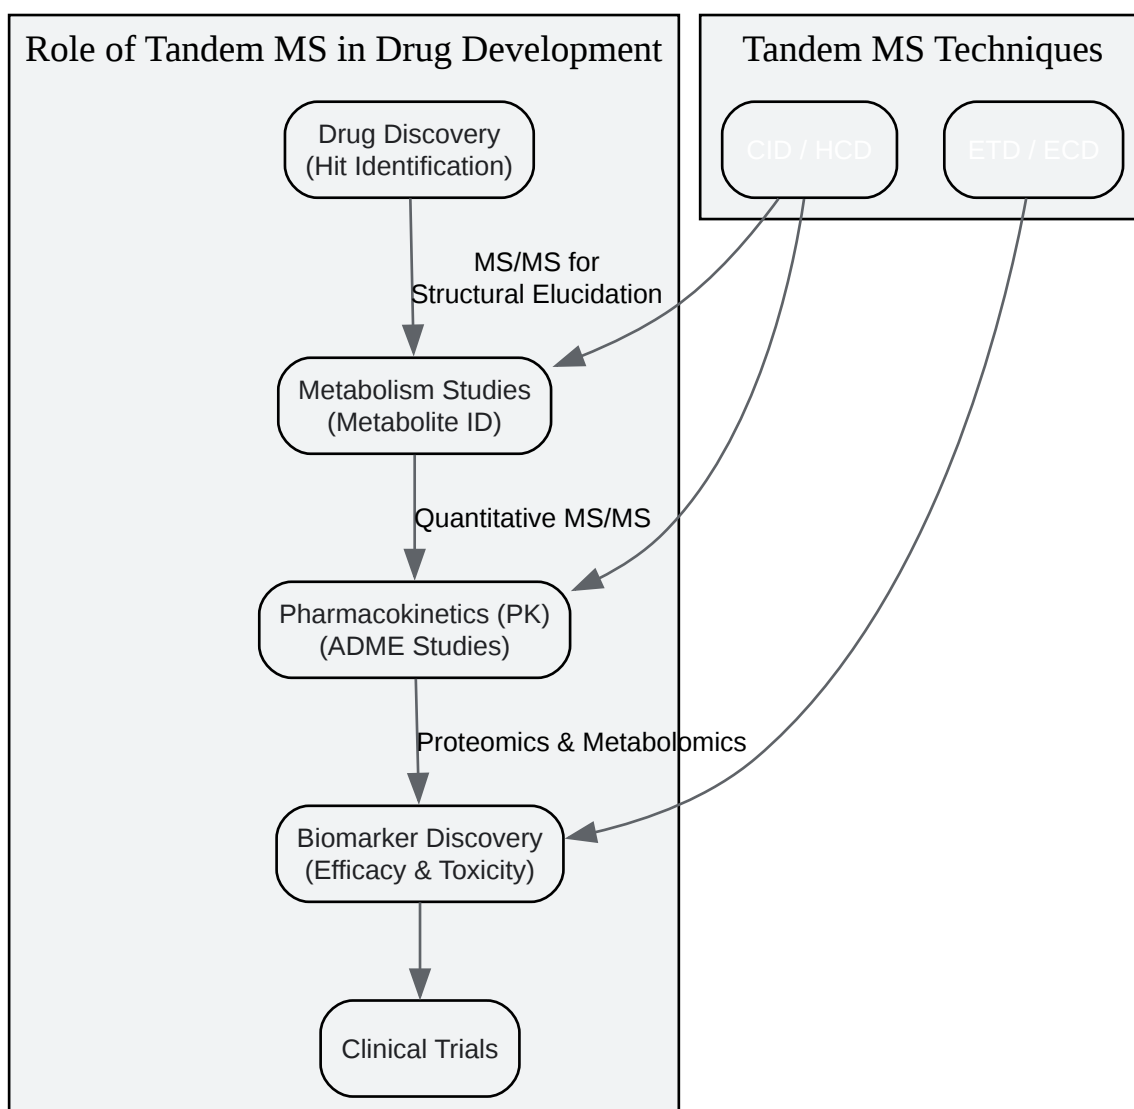 Role of Tandem MS in Drug Development
Drug Discovery
(Hit Identification)
MS/MS for
Structural Elucidation
Metabolism Studies
(Metabolite ID)
Quantitative MS/MS
Pharmacokinetics (PK)
(ADME Studies)
Proteomics & Metabolomics
Biomarker Discovery
(Efficacy & Toxicity)
Clinical Trials
Tandem MS Techniques
CID / HCD
ETD / ECD